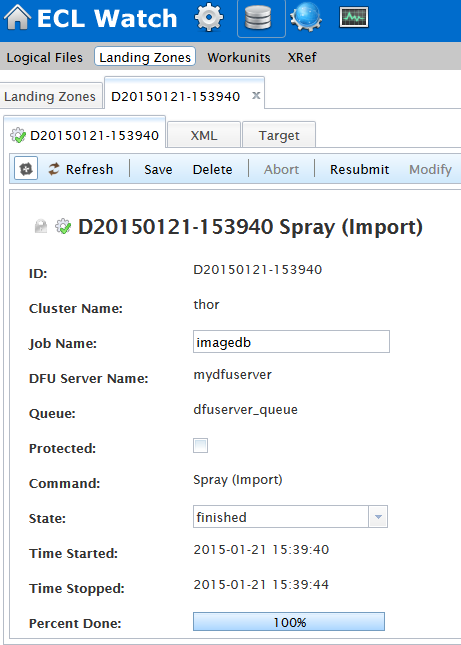 ECL Watch
Logical Files Landing Zones Workunits XRef
Landing Zones D20150121-153940 x
D20150121-153940 XML Target
Refresh Save Delete Abort Resubmit Modify
D20150121-153940 Spray (Import)
ID: D20150121-153940
Cluster Name: thor
Job Name: imagedb
DFU Server Name: mydfuserver
Queue: dfuserver_queue
Protected:
Command: Spray (Import)
State: finished
Time Started: 2015-01-21 15:39:40
Time Stopped: 2015-01-21 15:39:44
Percent Done: 100%